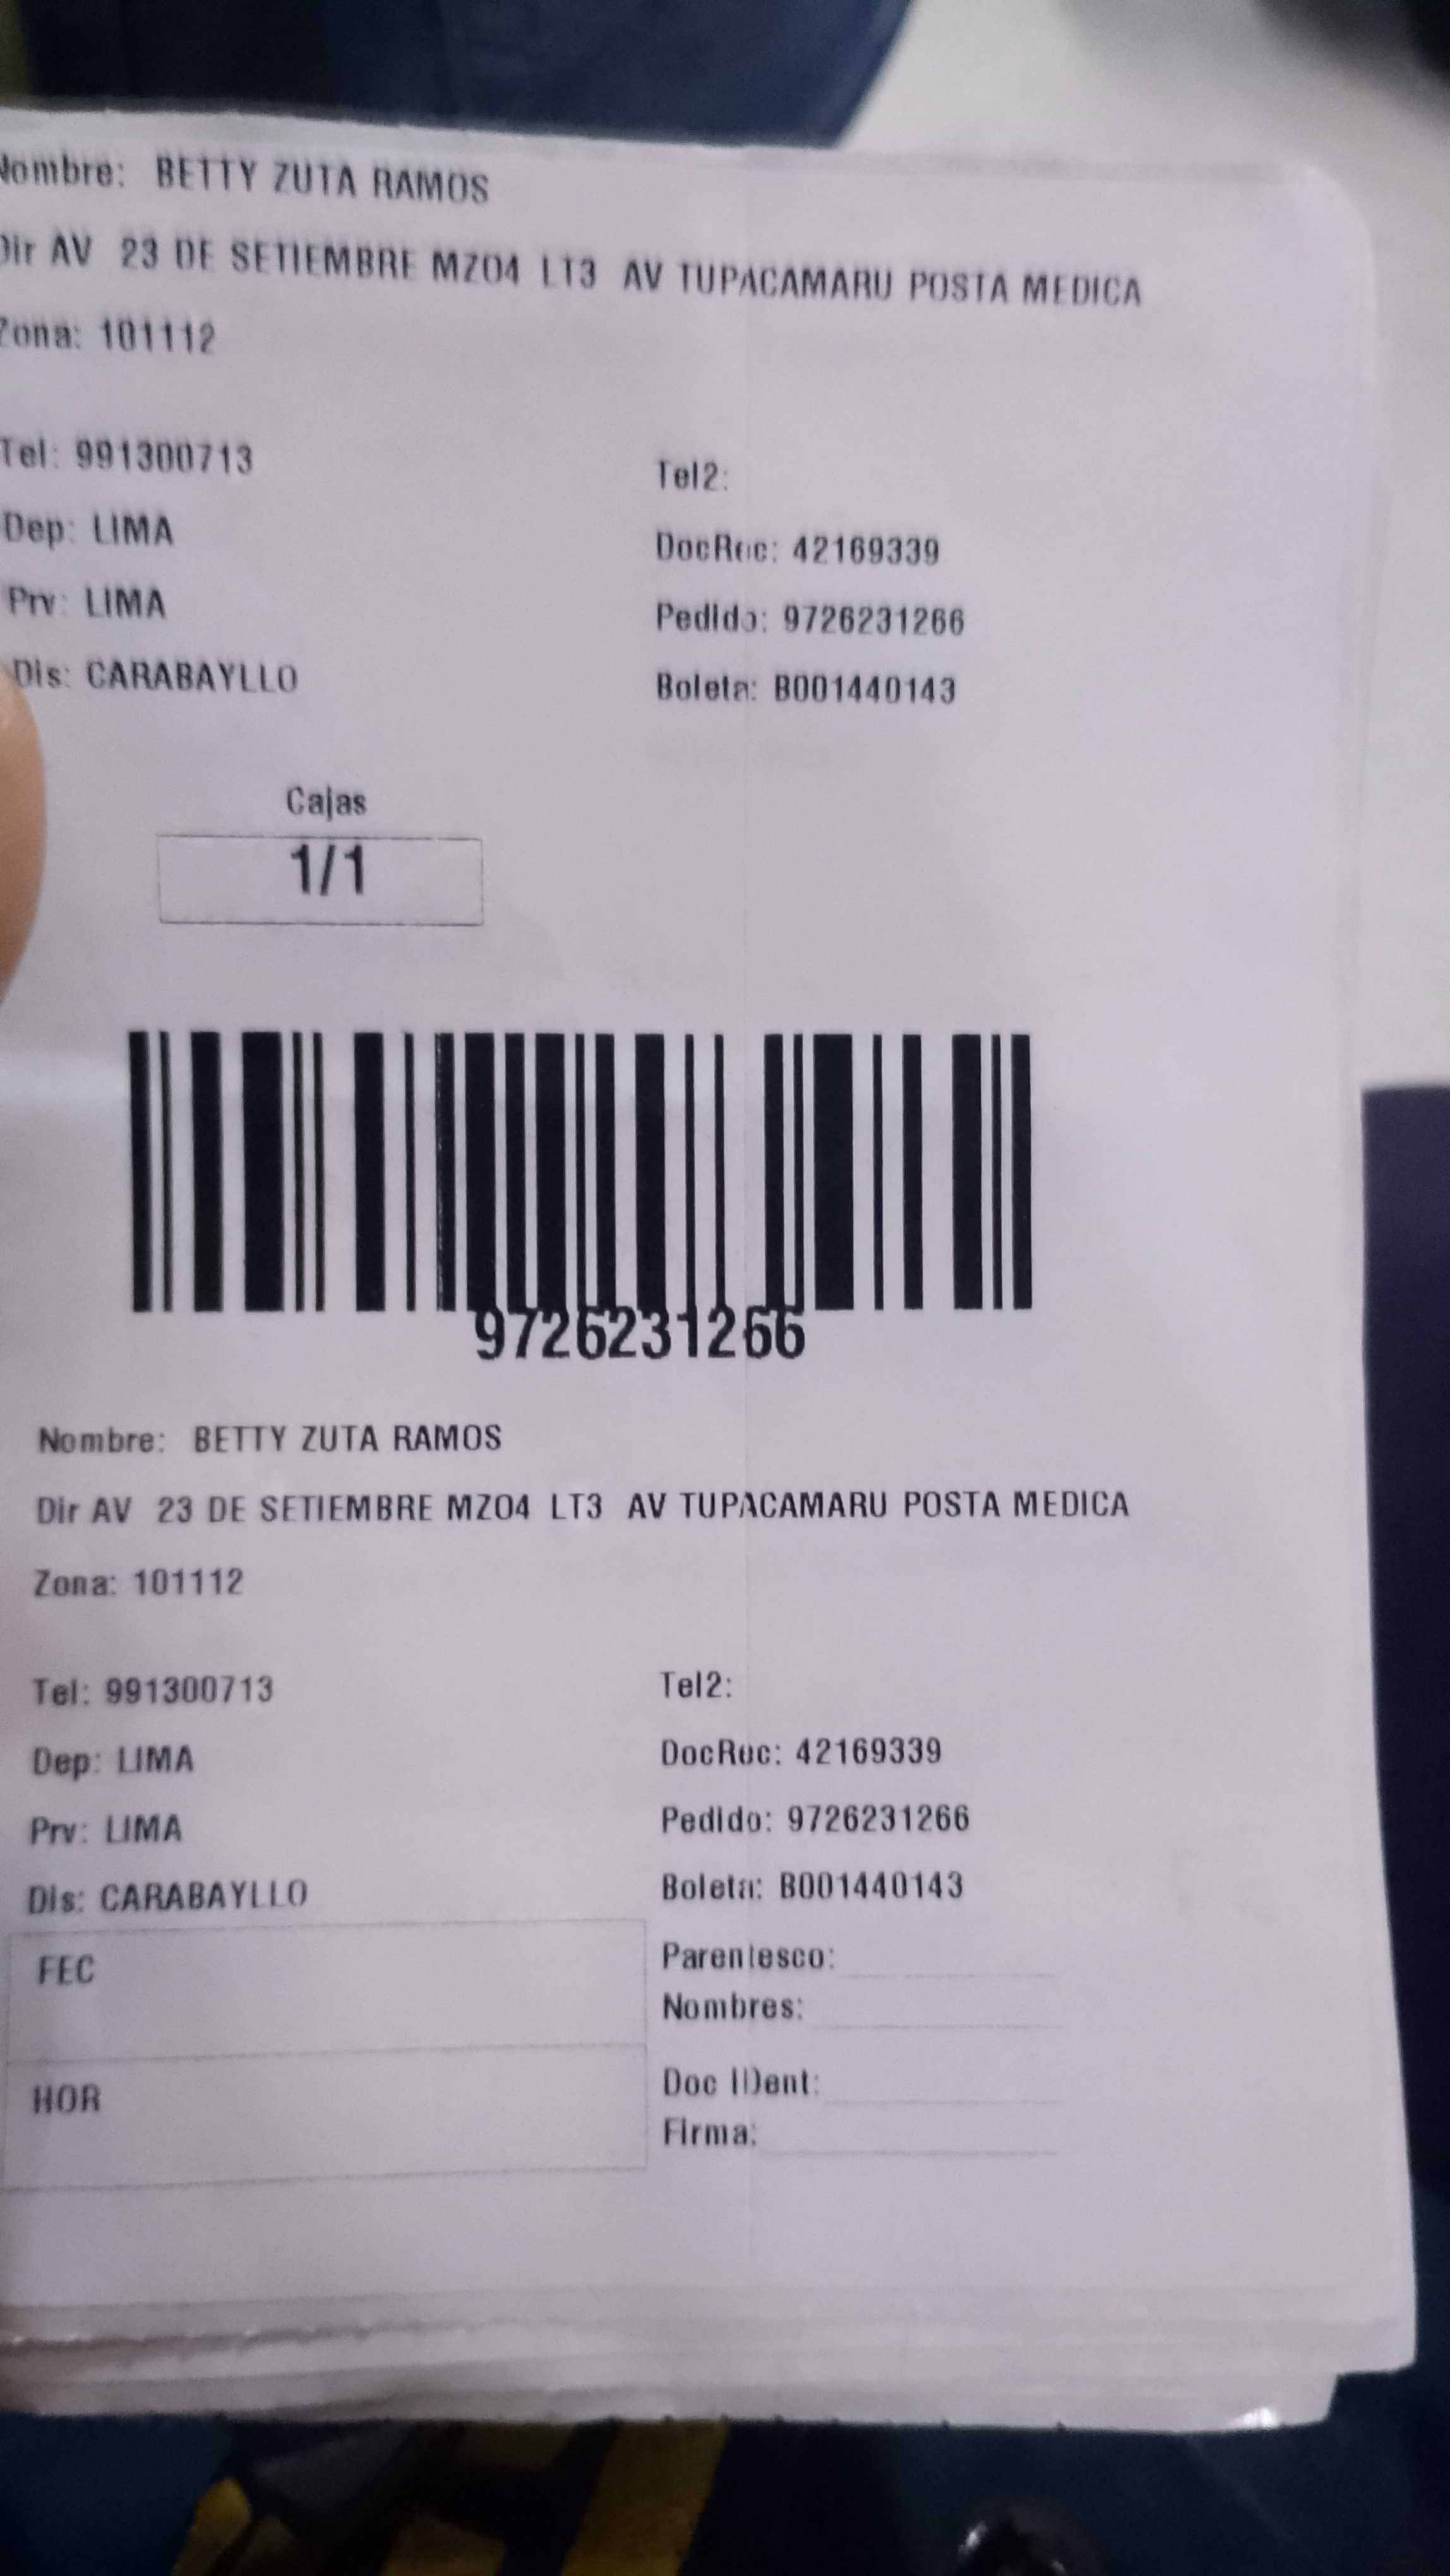 Nombre: BETTY ZUTA RAMOS
Dir AV 23 DE SETIEMBRE MZO4 LT3 AV TUPACAMARU POSTA MEDICA
Zona: 101112
Tel: 991300713 Tel2:
Dep: LIMA DocRec: 42169339
Prv: LIMA Pedido: 9726231266
Dis: CARABAYLLO Boleta: B001440143
Cajas
1/1
9726231266
Nombre: BETTY ZUTA RAMOS
Dir AV 23 DE SETIEMBRE MZO4 LT3 AV TUPACAMARU POSTA MEDICA
Zona: 101112
Tel: 991300713 Tel2:
Dep: LIMA DocRec: 42169339
Prv: LIMA Pedido: 9726231266
Dis: CARABAYLLO Boleta: B001440143
FEC Parentesco:
Nombres:
HOR Doc IDent:
Firma: